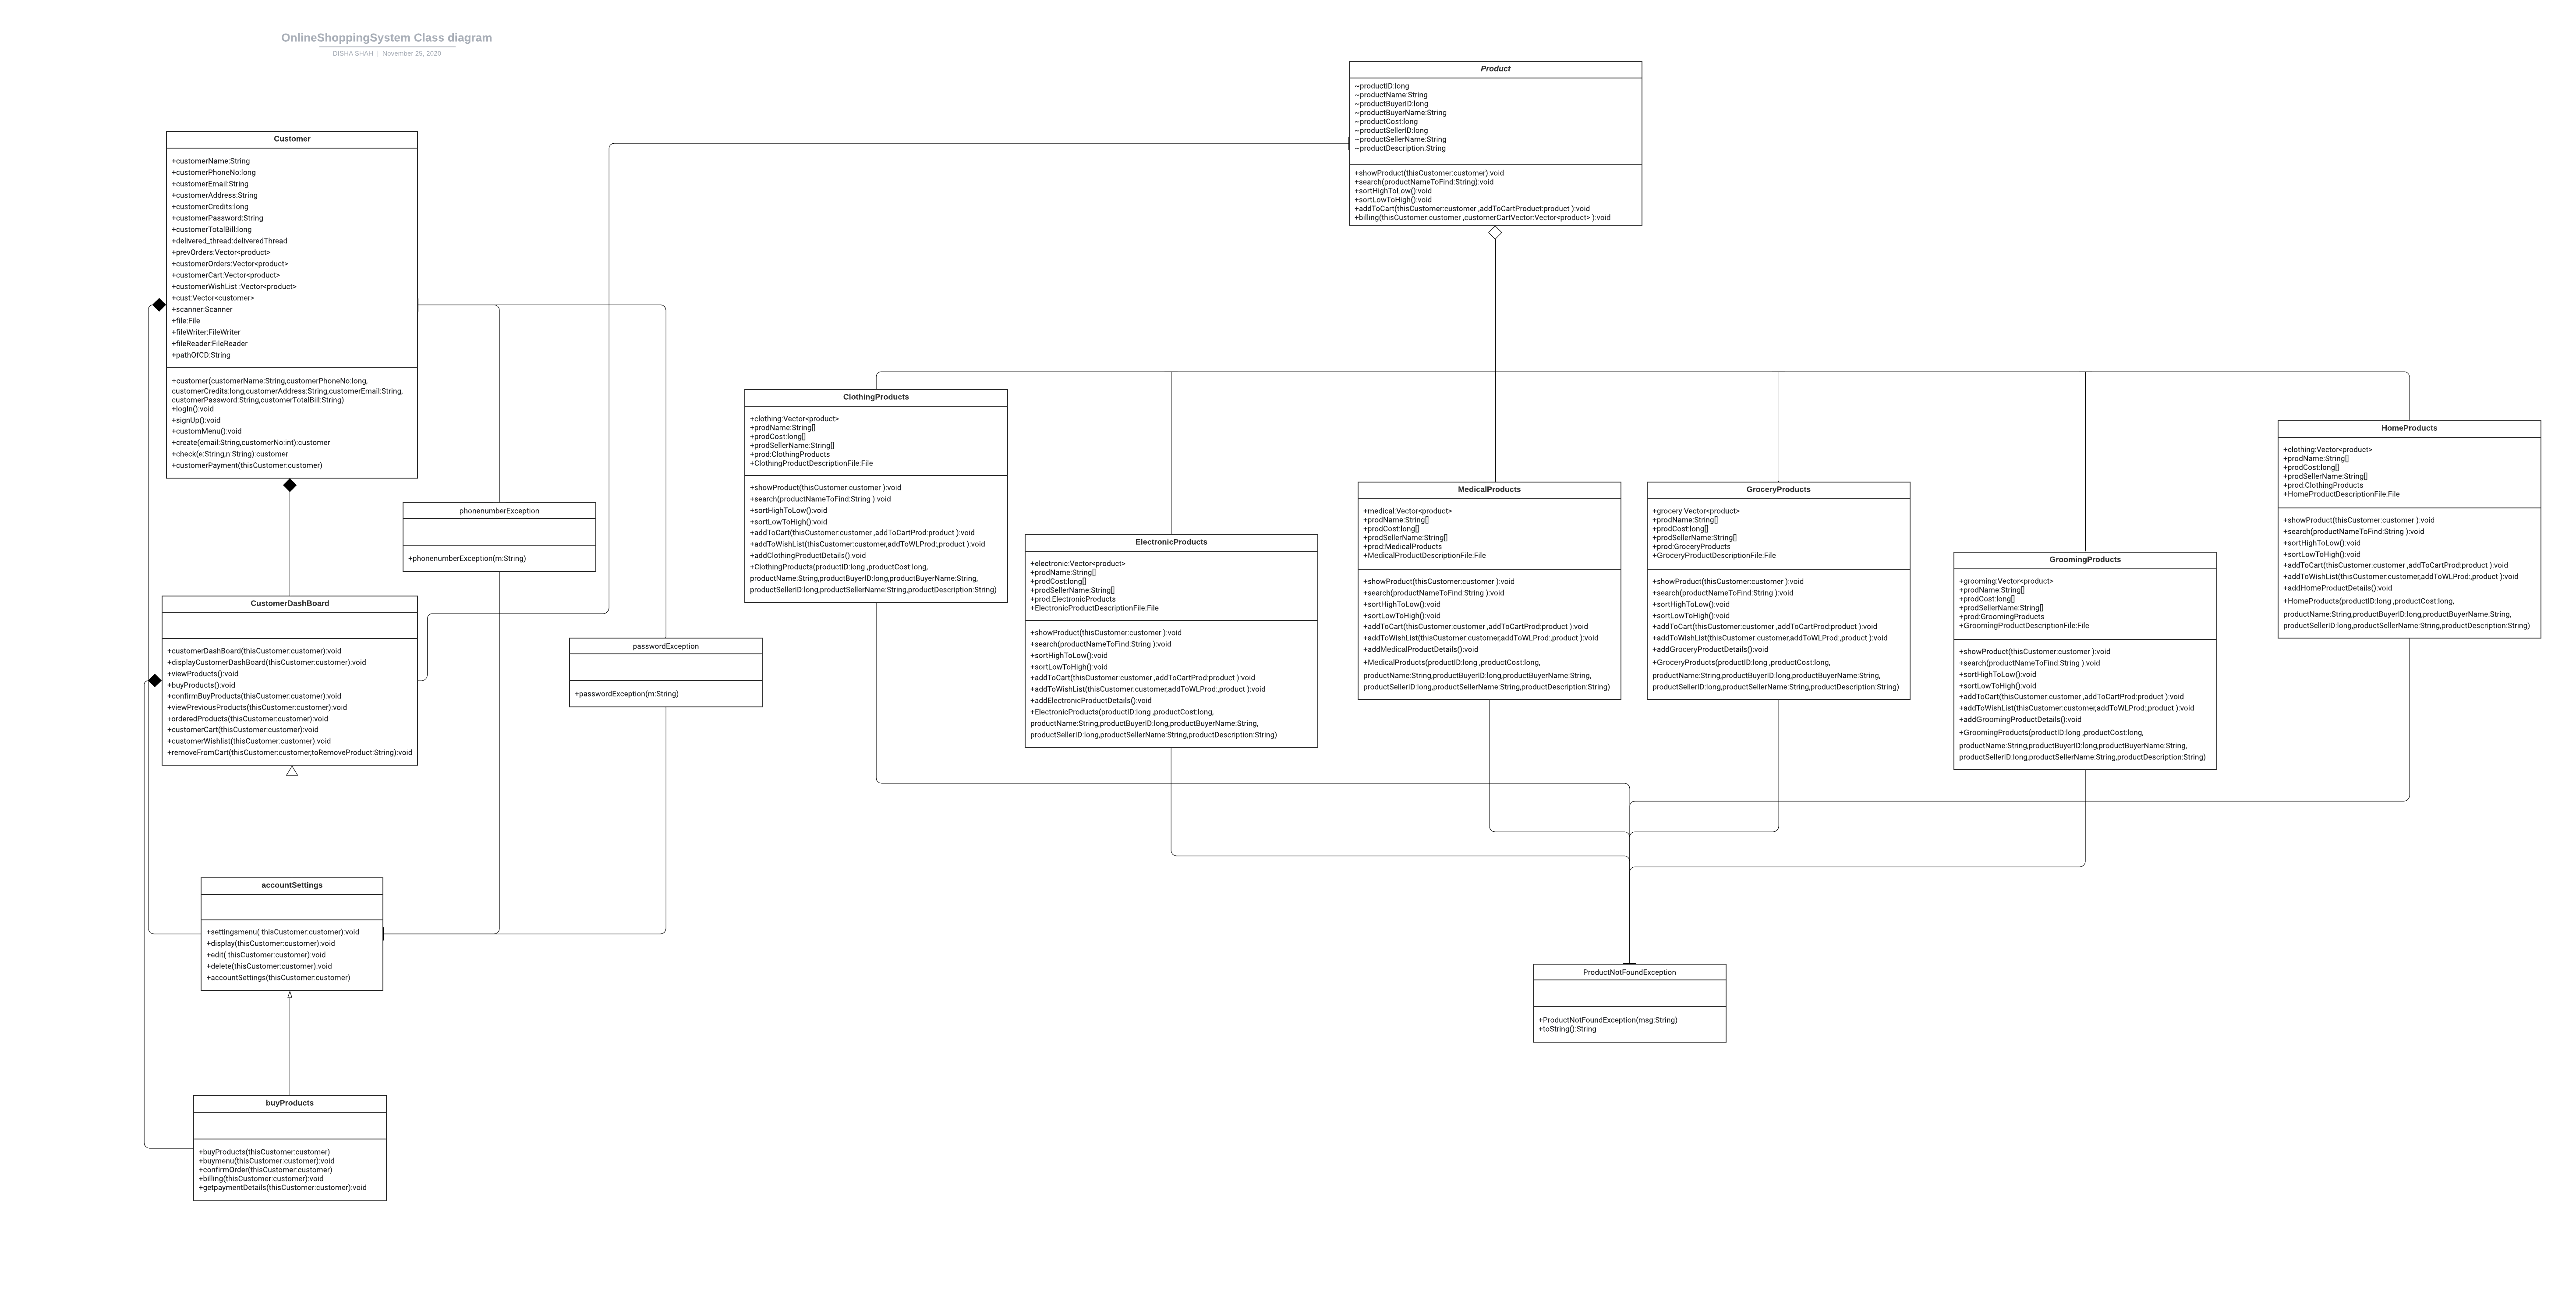 OnlineShoppingSystem Class diagram
DISHA SHAH | November 25, 2020
Product
~productID:long
~productName:String
~productBuyerID:long
~productBuyerName:String
~productCost:long
~productSellerID:long
~productSellerName:String
~productDescription:String
+showProduct(thisCustomer:customer):void
+search(productNameToFind:String):void
+sortHighToLow():void
+sortLowToHigh():void
+addToCart(thisCustomer:customer ,addToCartProduct:product ):void
+billing(thisCustomer:customer ,customerCartVector:Vector<product> ):void
Customer
+customerName:String
+customerPhoneNo:long
+customerEmail:String
+customerAddress:String
+customerCredits:long
+customerPassword:String
+customerTotalBill:long
+delivered_thread:deliveredThread
+prevOrders:Vector<product>
+customerOrders:Vector<product>
+customerCart:Vector<product>
+customerWishList :Vector<product>
+cust:Vector<customer>
+scanner:Scanner
+file:File
+fileWriter:FileWriter
+fileReader:FileReader
+pathOfCD:String
+customer(customerName:String,customerPhoneNo:long,
customerCredits:long,customerAddress:String,customerEmail:String,
customerPassword:String,customerTotalBill:String)
+logIn():void
+signUp():void
+customMenu():void
+create(email:String,customerNo:int):customer
+check(e:String,n:String):customer
+customerPayment(thisCustomer:customer)
phonenumberException
+phonenumberException(m:String)
CustomerDashBoard
+customerDashBoard(thisCustomer:customer):void
+displayCustomerDashBoard(thisCustomer:customer):void
+viewProducts():void
+buyProducts():void
+confirmBuyProducts(thisCustomer:customer):void
+viewPreviousProducts(thisCustomer:customer):void
+orderedProducts(thisCustomer:customer):void
+customerCart(thisCustomer:customer):void
+customerWishlist(thisCustomer:customer):void
+removeFromCart(thisCustomer:customer,toRemoveProduct:String):void
passwordException
+passwordException(m:String)
accountSettings
+settingsmenu( thisCustomer:customer):void
+display(thisCustomer:customer):void
+edit( thisCustomer:customer):void
+delete(thisCustomer:customer):void
+accountSettings(thisCustomer:customer)
buyProducts
+buyProducts(thisCustomer:customer)
+buymenu(thisCustomer:customer):void
+confirmOrder(thisCustomer:customer)
+billing(thisCustomer:customer):void
+getpaymentDetails(thisCustomer:customer):void
ClothingProducts
+clothing:Vector<product>
+prodName:String[]
+prodCost:long[]
+prodSellerName:String[]
+prod:ClothingProducts
+ClothingProductDescriptionFile:File
+showProduct(thisCustomer:customer ):void
+search(productNameToFind:String ):void
+sortHighToLow():void
+sortLowToHigh():void
+addToCart(thisCustomer:customer ,addToCartProd:product ):void
+addToWishList(thisCustomer:customer,addToWLProd:,product ):void
+addClothingProductDetails():void
+ClothingProducts(productID:long ,productCost:long,
productName:String,productBuyerID:long,productBuyerName:String,
productSellerID:long,productSellerName:String,productDescription:String)
ElectronicProducts
+electronic:Vector<product>
+prodName:String[]
+prodCost:long[]
+prodSellerName:String[]
+prod:ElectronicProducts
+ElectronicProductDescriptionFile:File
+showProduct(thisCustomer:customer ):void
+search(productNameToFind:String ):void
+sortHighToLow():void
+sortLowToHigh():void
+addToCart(thisCustomer:customer ,addToCartProd:product ):void
+addToWishList(thisCustomer:customer,addToWLProd:,product ):void
+addElectronicProductDetails():void
+ElectronicProducts(productID:long ,productCost:long,
productName:String,productBuyerID:long,productBuyerName:String,
productSellerID:long,productSellerName:String,productDescription:String)
MedicalProducts
+medical:Vector<product>
+prodName:String[]
+prodCost:long[]
+prodSellerName:String[]
+prod:MedicalProducts
+MedicalProductDescriptionFile:File
+showProduct(thisCustomer:customer ):void
+search(productNameToFind:String ):void
+sortHighToLow():void
+sortLowToHigh():void
+addToCart(thisCustomer:customer ,addToCartProd:product ):void
+addToWishList(thisCustomer:customer,addToWLProd:,product ):void
+addMedicalProductDetails():void
+MedicalProducts(productID:long ,productCost:long,
productName:String,productBuyerID:long,productBuyerName:String,
productSellerID:long,productSellerName:String,productDescription:String)
GroceryProducts
+grocery:Vector<product>
+prodName:String[]
+prodCost:long[]
+prodSellerName:String[]
+prod:GroceryProducts
+GroceryProductDescriptionFile:File
+showProduct(thisCustomer:customer ):void
+search(productNameToFind:String ):void
+sortHighToLow():void
+sortLowToHigh():void
+addToCart(thisCustomer:customer ,addToCartProd:product ):void
+addToWishList(thisCustomer:customer,addToWLProd:,product ):void
+addGroceryProductDetails():void
+GroceryProducts(productID:long ,productCost:long,
productName:String,productBuyerID:long,productBuyerName:String,
productSellerID:long,productSellerName:String,productDescription:String)
GroomingProducts
+grooming:Vector<product>
+prodName:String[]
+prodCost:long[]
+prodSellerName:String[]
+prod:GroomingProducts
+GroomingProductDescriptionFile:File
+showProduct(thisCustomer:customer ):void
+search(productNameToFind:String ):void
+sortHighToLow():void
+sortLowToHigh():void
+addToCart(thisCustomer:customer ,addToCartProd:product ):void
+addToWishList(thisCustomer:customer,addToWLProd:,product ):void
+addGroomingProductDetails():void
+GroomingProducts(productID:long ,productCost:long,
productName:String,productBuyerID:long,productBuyerName:String,
productSellerID:long,productSellerName:String,productDescription:String)
HomeProducts
+clothing:Vector<product>
+prodName:String[]
+prodCost:long[]
+prodSellerName:String[]
+prod:ClothingProducts
+HomeProductDescriptionFile:File
+showProduct(thisCustomer:customer ):void
+search(productNameToFind:String ):void
+sortHighToLow():void
+sortLowToHigh():void
+addToCart(thisCustomer:customer ,addToCartProd:product ):void
+addToWishList(thisCustomer:customer,addToWLProd:,product ):void
+addHomeProductDetails():void
+HomeProducts(productID:long ,productCost:long,
productName:String,productBuyerID:long,productBuyerName:String,
productSellerID:long,productSellerName:String,productDescription:String)
ProductNotFoundException
+ProductNotFoundException(msg:String)
+toString():String